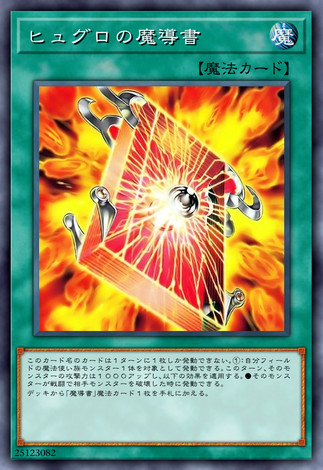 ヒュグロの魔導書
魔
【魔法カード】
このカード名のカードは１ターンに１枚しか発動できない。①：自分フィール
ドの魔法使い族モンスター１体を対象として発動できる。このターン、そのモ
ンスターの攻撃力は１０００アップし、以下の効果を適用する。●そのモンス
ターが戦闘で相手モンスターを破壊した時に発動できる。
デッキから「魔導書」魔法カード１枚を手札に加える。
25123082